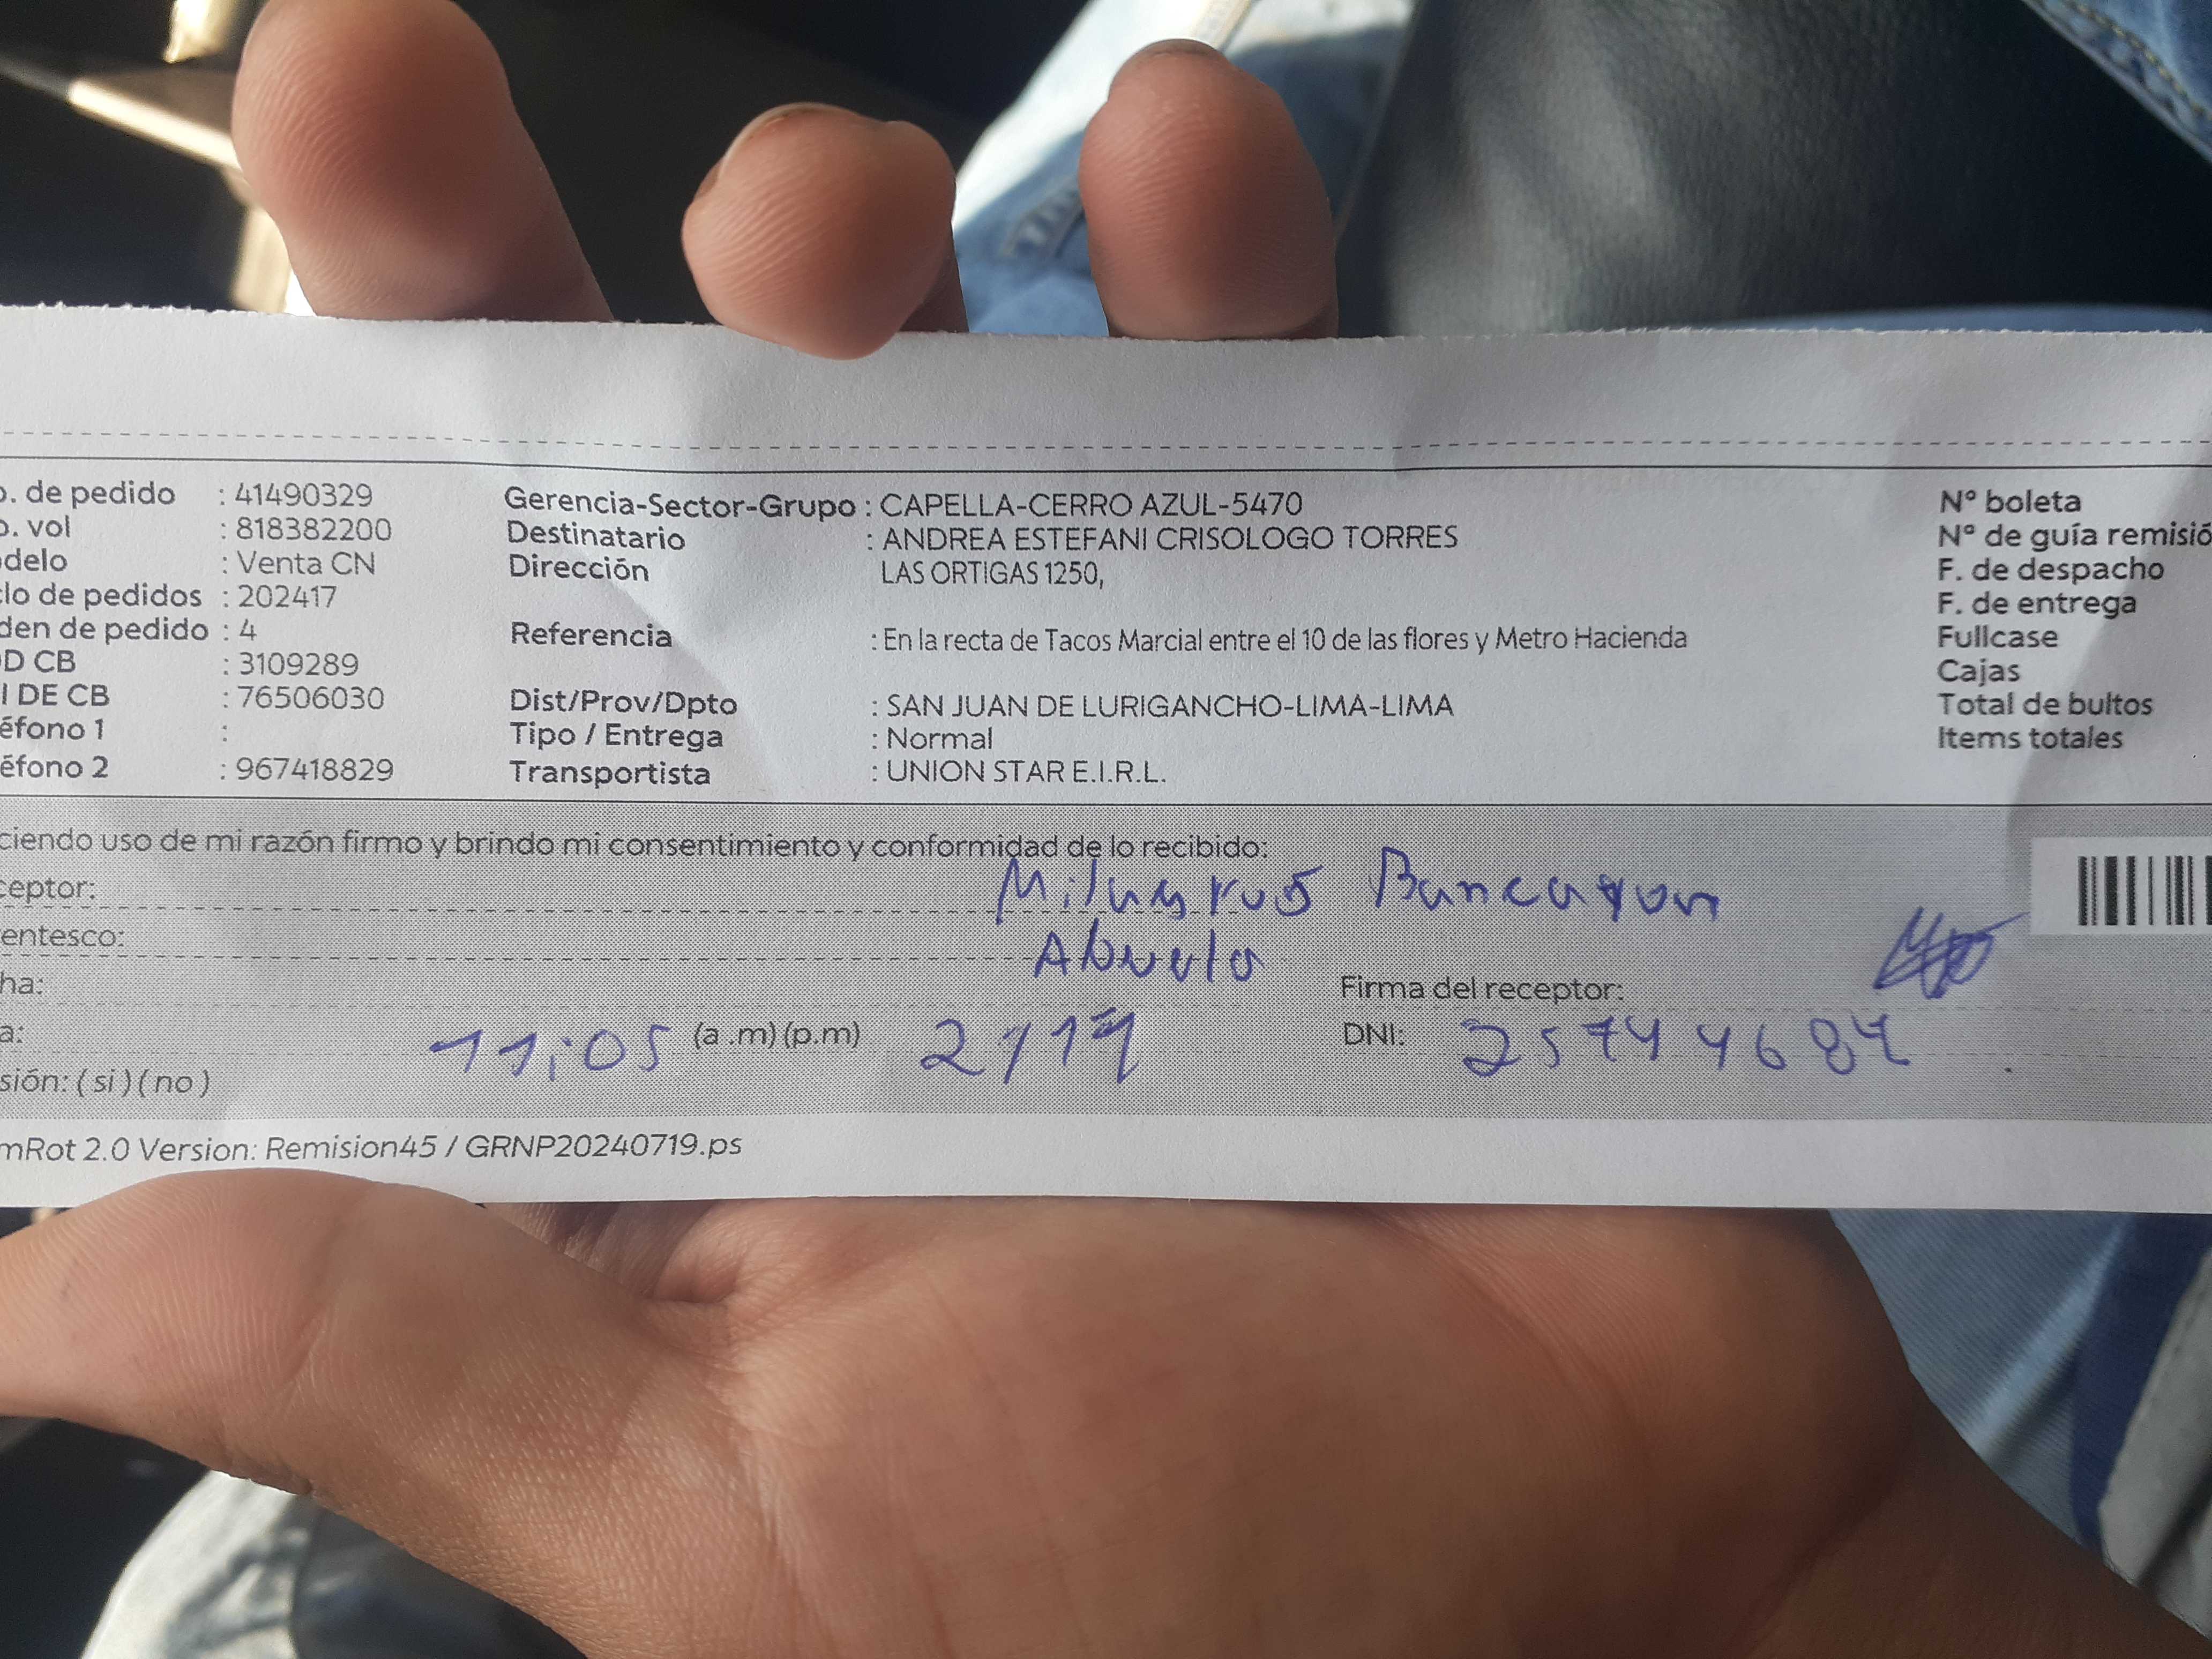 o. de pedido : 41490329 Gerencia-Sector-Grupo : CAPELLA-CERRO AZUL-5470 Nº boleta
o. vol : 818382200 Destinatario : ANDREA ESTEFANI CRISOLOGO TORRES Nº de guía remisió
delo : Venta CN Dirección LAS ORTIGAS 1250, F. de despacho
lo de pedidos : 202417 F. de entrega
den de pedido : 4 Referencia : En la recta de Tacos Marcial entre el 10 de las flores y Metro Hacienda Fullcase
D CB : 3109289 Cajas
I DE CB : 76506030 Dist/Prov/Dpto : SAN JUAN DE LURIGANCHO-LIMA-LIMA Total de bultos
éfono 1 : Tipo / Entrega : Normal Items totales
éfono 2 : 967418829 Transportista : UNION STAR E.I.R.L.
ciendo uso de mi razón firmo y brindo mi consentimiento y conformidad de lo recibido:
ceptor: Milagros
entesco: Abuela
ha: Firma del receptor:
a: 11:05 (a .m) (p.m) DNI:
sión: ( si ) ( no )
mRot 2.0 Version: Remision45 / GRNP20240719.ps